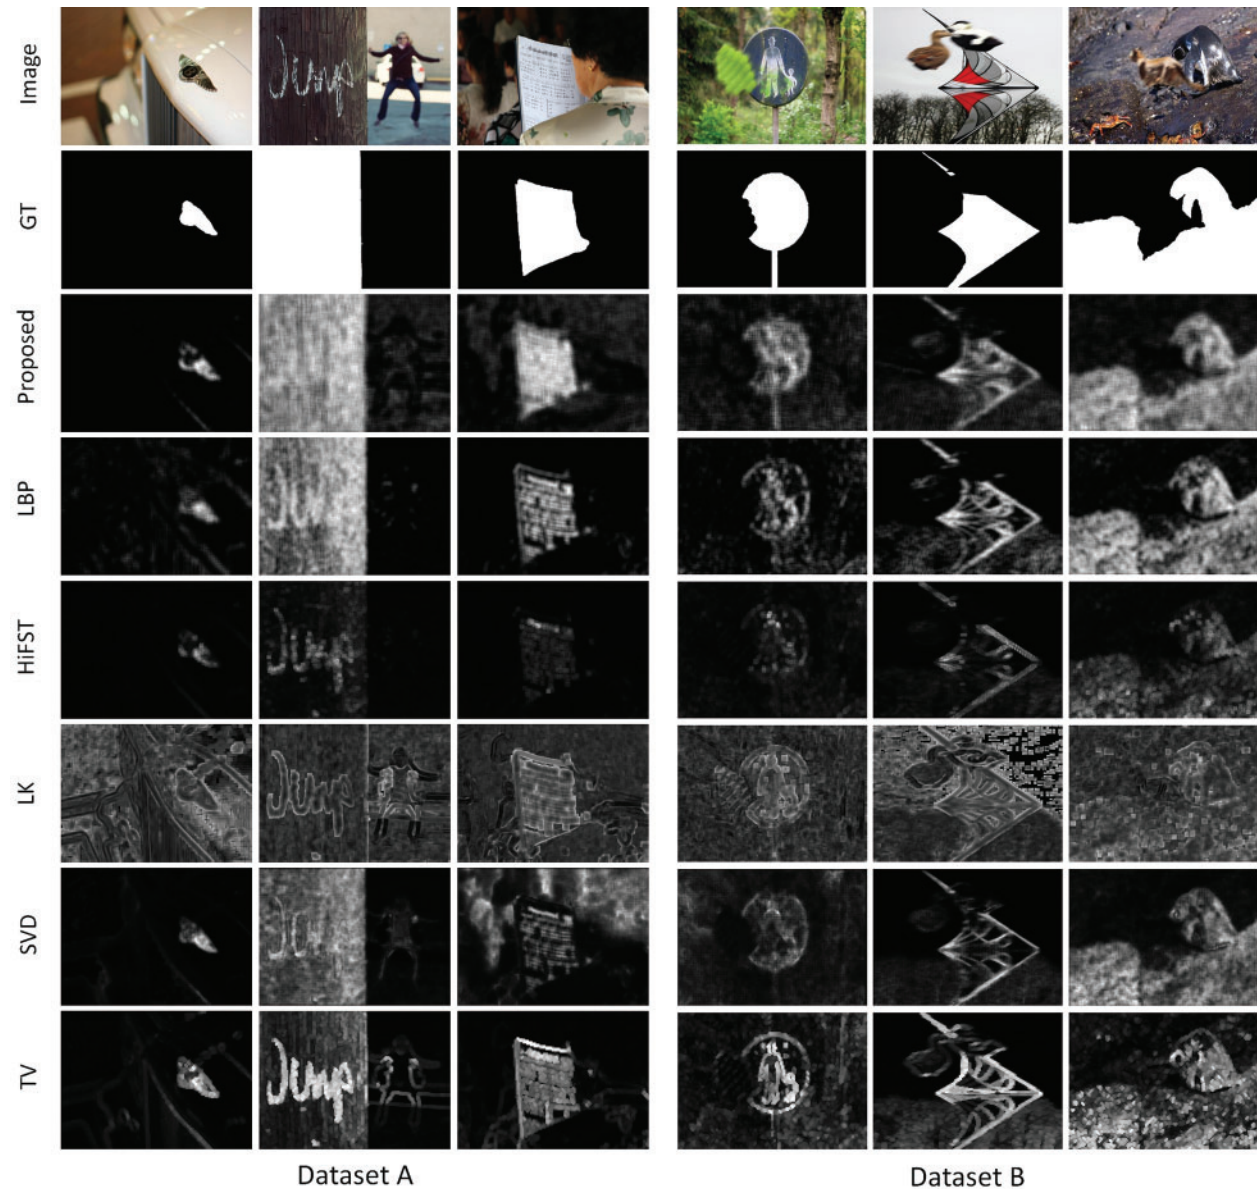 Image
Jump
GT
Proposed
LBP
HiFST
LK
SVD
TV
Dataset A
Dataset B